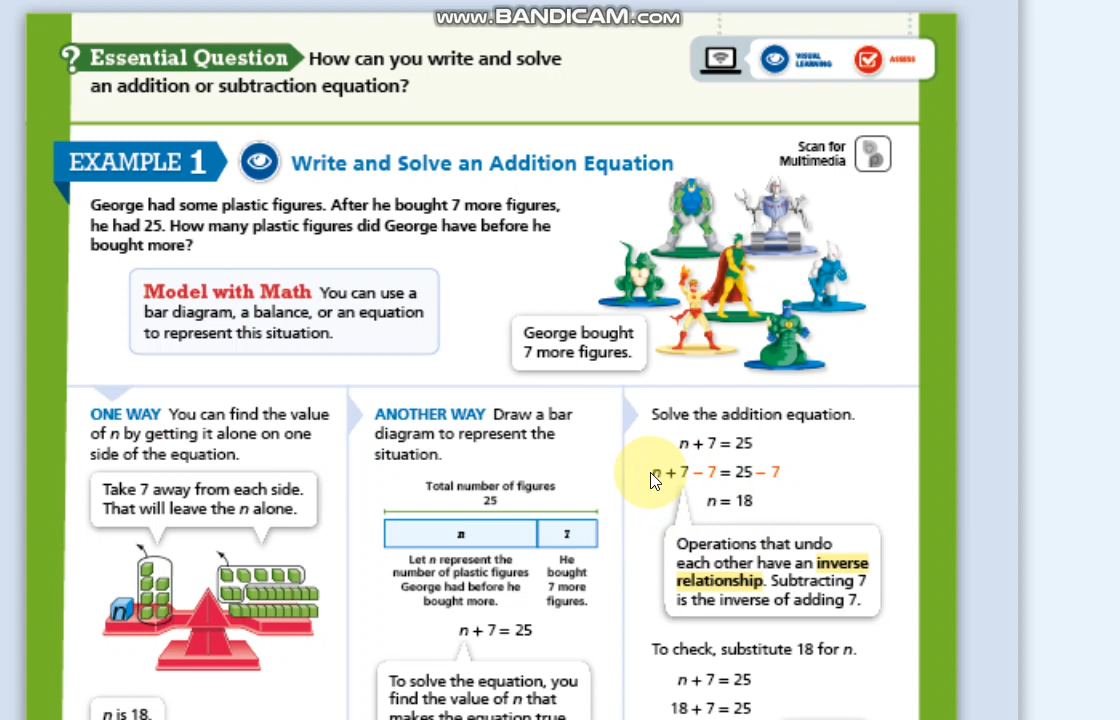 www.BANDICAM.com
? Essential Question How can you write and solve
an addition or subtraction equation?
VISUAL
LEARNING
ASSESS
EXAMPLE 1 Write and Solve an Addition Equation
Scan for
Multimedia
George had some plastic figures. After he bought 7 more figures,
he had 25. How many plastic figures did George have before he
bought more?
Model with Math You can use a
bar diagram, a balance, or an equation
to represent this situation.
George bought
7 more figures.
ONE WAY You can find the value
of n by getting it alone on one
side of the equation.
Take 7 away from each side.
That will leave the n alone.
n
n is 18.
ANOTHER WAY Draw a bar
diagram to represent the
situation.
Total number of figures
25
n 7
Let n represent the
number of plastic figures
George had before he
bought more.
He
bought
7 more
figures.
n + 7 = 25
To solve the equation, you
find the value of n that
makes the equation true
Solve the addition equation.
n + 7 = 25
n + 7 − 7 = 25 − 7
n = 18
Operations that undo
each other have an inverse
relationship. Subtracting 7
is the inverse of adding 7.
To check, substitute 18 for n.
n + 7 = 25
18 + 7 = 25